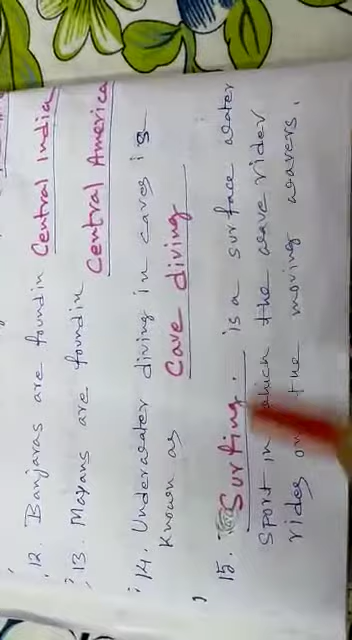 12. Banjaras are found in Central India
13. Mayans are found in
Central America
14. Underwater diving in caves is
known as Cave diving
15. Surfing. is a surface water
sport in which the wave rider
rides on the moving wavers.